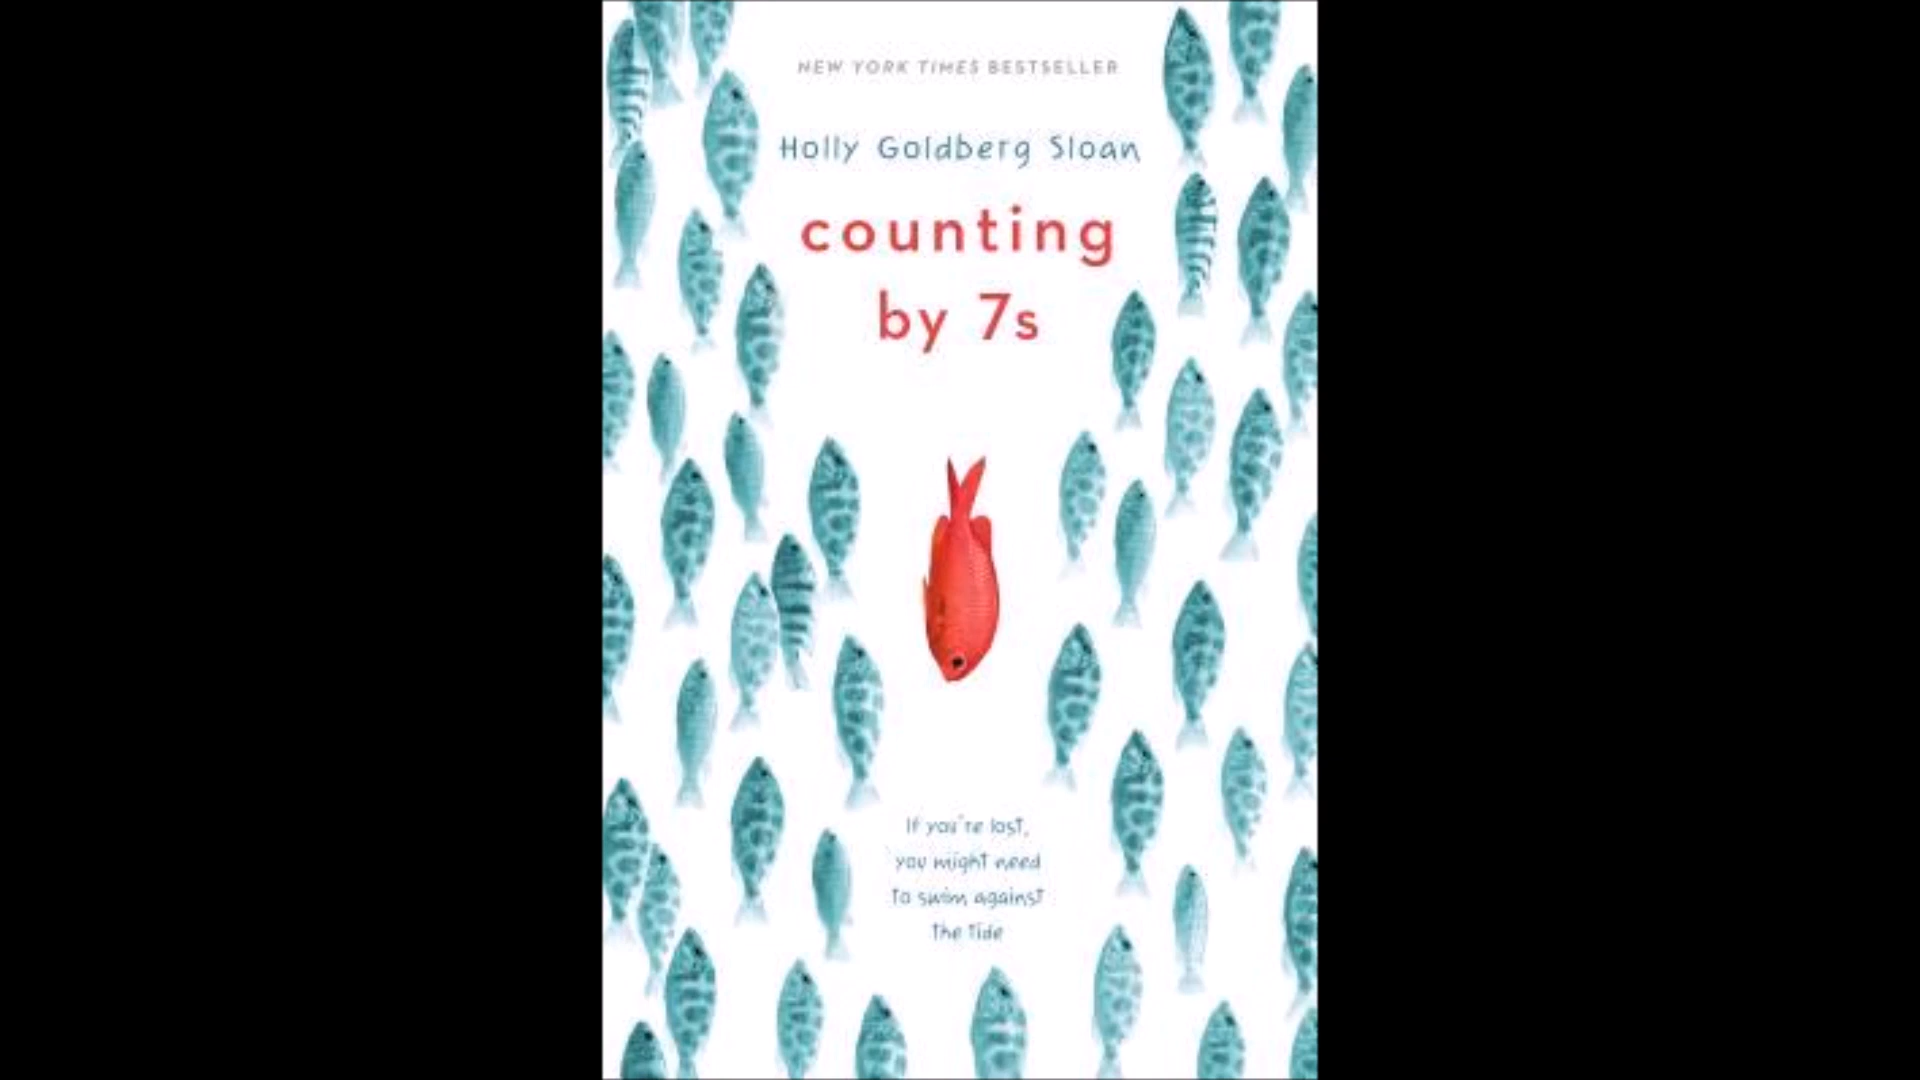 NEW YORK TIMES BESTSELLER
Holly Goldberg Sloan
counting
by 7s
If you're lost,
you might need
to swim against
the tide